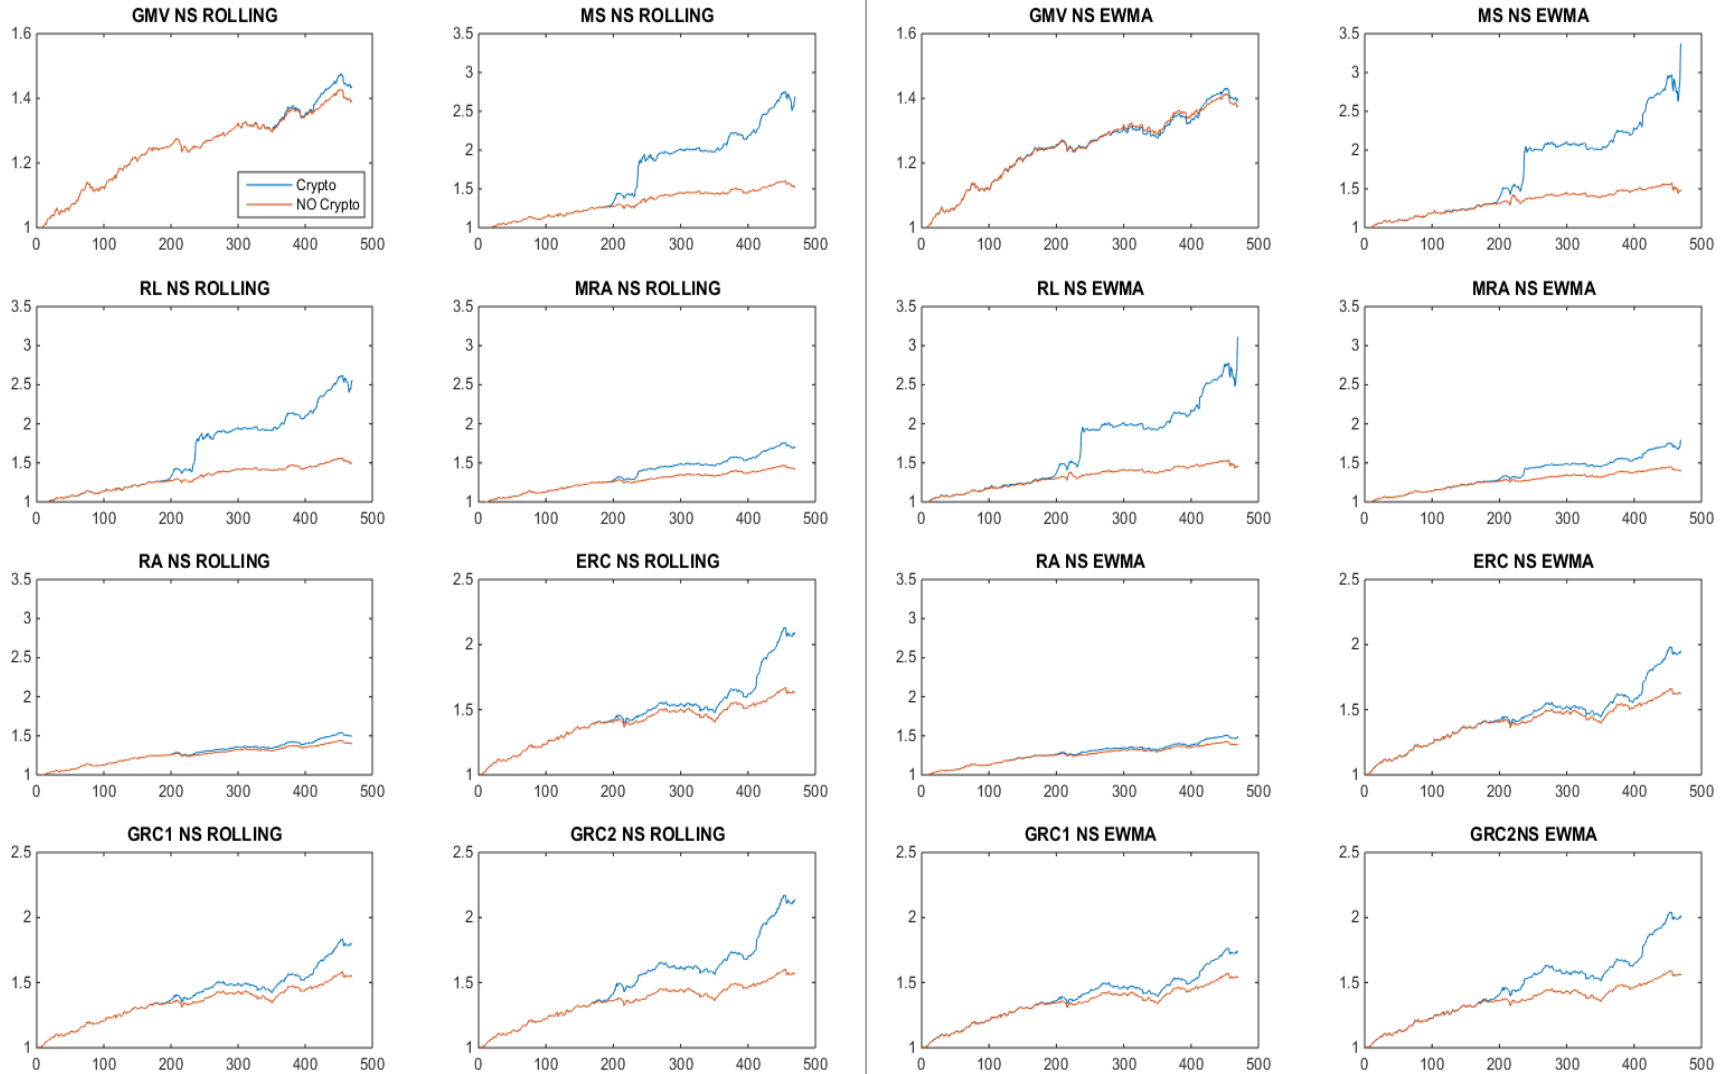 GMV NS ROLLING
1.6
1.4
1.2
1
0 100 200 300 400 500
Crypto
NO Crypto
MS NS ROLLING
3.5
3
2.5
2
1.5
1
0 100 200 300 400 500
GMV NS EWMA
1.6
1.4
1.2
1
0 100 200 300 400 500
MS NS EWMA
3.5
3
2.5
2
1.5
1
0 100 200 300 400 500
RL NS ROLLING
3.5
3
2.5
2
1.5
1
0 100 200 300 400 500
MRA NS ROLLING
3.5
3
2.5
2
1.5
1
0 100 200 300 400 500
RL NS EWMA
3.5
3
2.5
2
1.5
1
0 100 200 300 400 500
MRA NS EWMA
3.5
3
2.5
2
1.5
1
0 100 200 300 400 500
RA NS ROLLING
3.5
3
2.5
2
1.5
1
0 100 200 300 400 500
ERC NS ROLLING
2.5
2
1.5
1
0 100 200 300 400 500
RA NS EWMA
3.5
3
2.5
2
1.5
1
0 100 200 300 400 500
ERC NS EWMA
2.5
2
1.5
1
0 100 200 300 400 500
GRC1 NS ROLLING
2.5
2
1.5
1
0 100 200 300 400 500
GRC2 NS ROLLING
2.5
2
1.5
1
0 100 200 300 400 500
GRC1 NS EWMA
2.5
2
1.5
1
0 100 200 300 400 500
GRC2NS EWMA
2.5
2
1.5
1
0 100 200 300 400 500